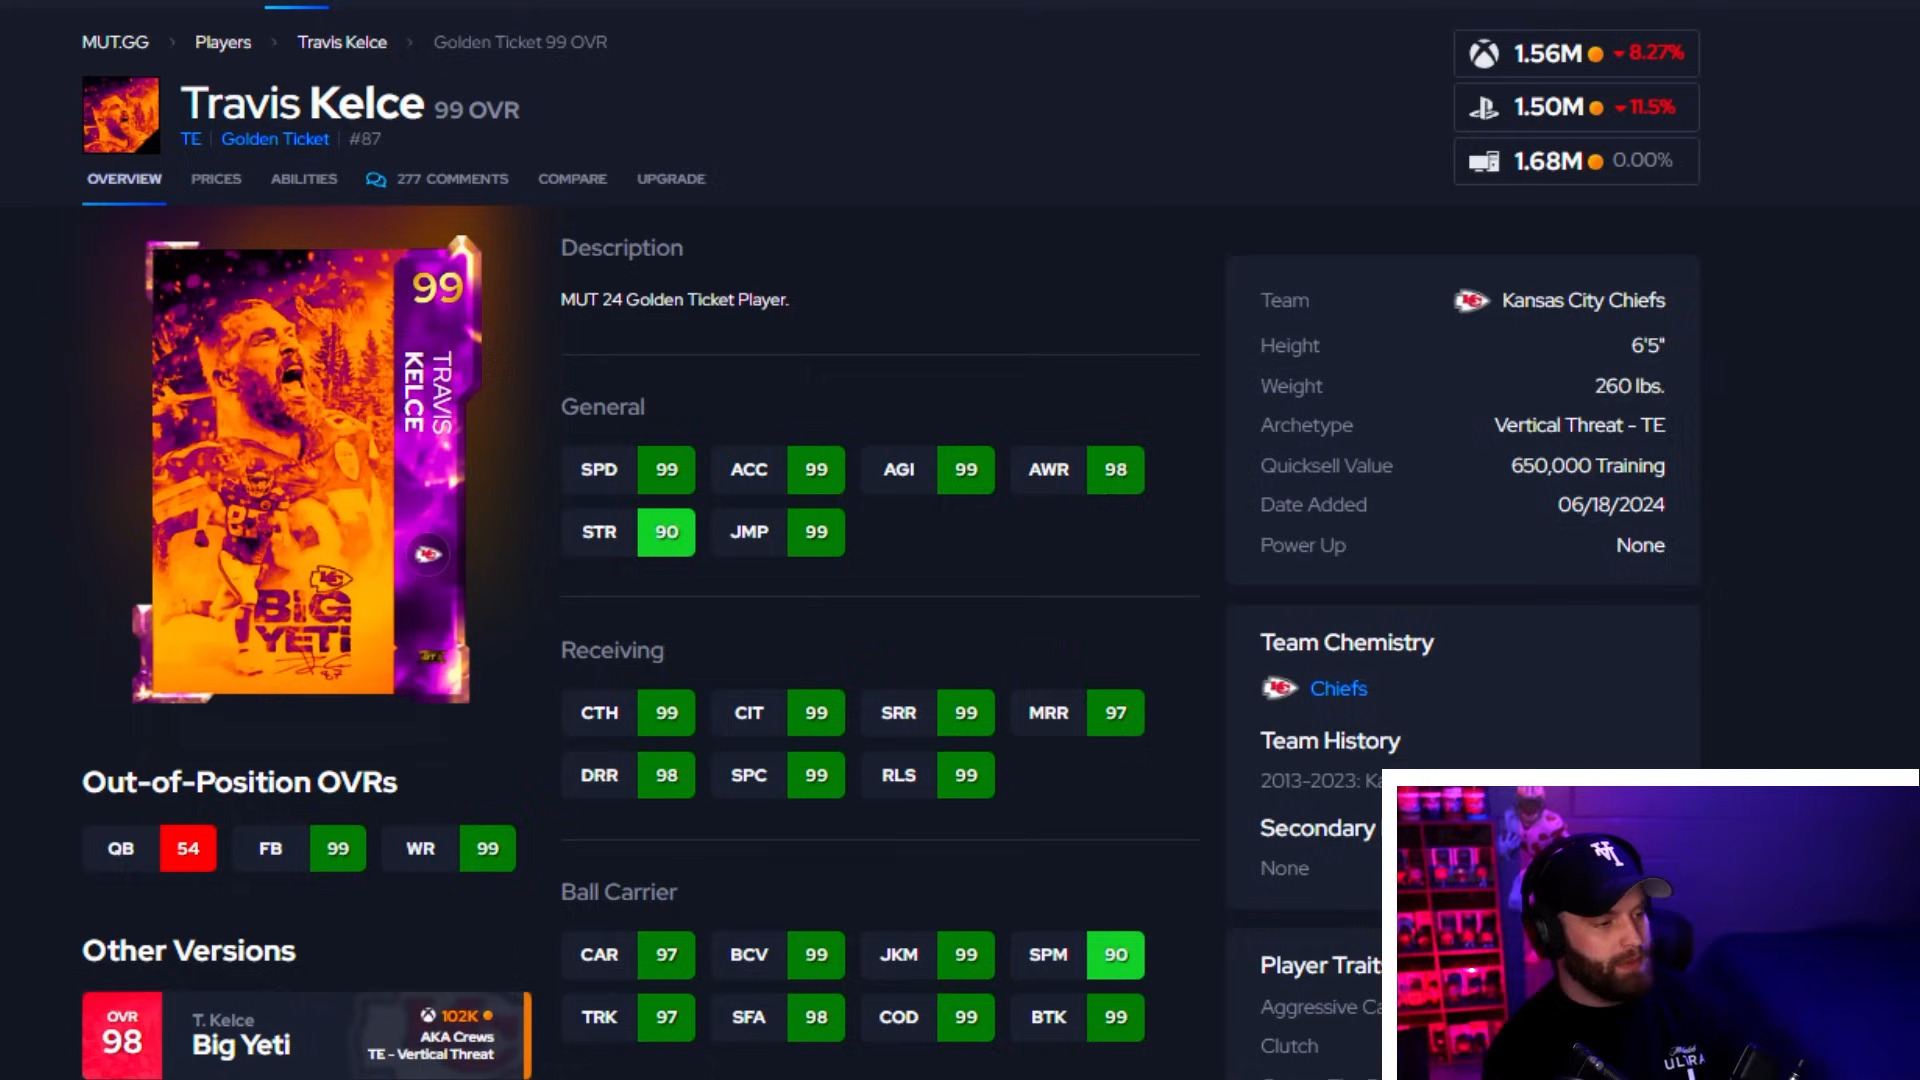 MUT.GG > Players > Travis Kelce > Golden Ticket 99 OVR
Travis Kelce 99 OVR
TE | Golden Ticket | #87
OVERVIEW PRICES ABILITIES 277 COMMENTS COMPARE UPGRADE
1.56M 8.27%
1.50M 11.5%
1.68M 0.00%
99
TRAVIS
KELCE
BIG
YETI
Description
MUT 24 Golden Ticket Player.
General
SPD 99 ACC 99 AGI 99 AWR 98
STR 90 JMP 99
Receiving
CTH 99 CIT 99 SRR 99 MRR 97
DRR 98 SPC 99 RLS 99
Ball Carrier
CAR 97 BCV 99 JKM 99 SPM 90
TRK 97 SFA 98 COD 99 BTK 99
Out-of-Position OVRs
QB 54 FB 99 WR 99
Other Versions
OVR
98
T. Kelce
Big Yeti
102K
AKA Crews
TE - Vertical Threat
Team Kansas City Chiefs
Height 6'5"
Weight 260 lbs.
Archetype Vertical Threat - TE
Quicksell Value 650,000 Training
Date Added 06/18/2024
Power Up None
Team Chemistry
Chiefs
Team History
2013-2023: Ka
Secondary
None
Player Traits
Aggressive Ca
Clutch
ULTRA